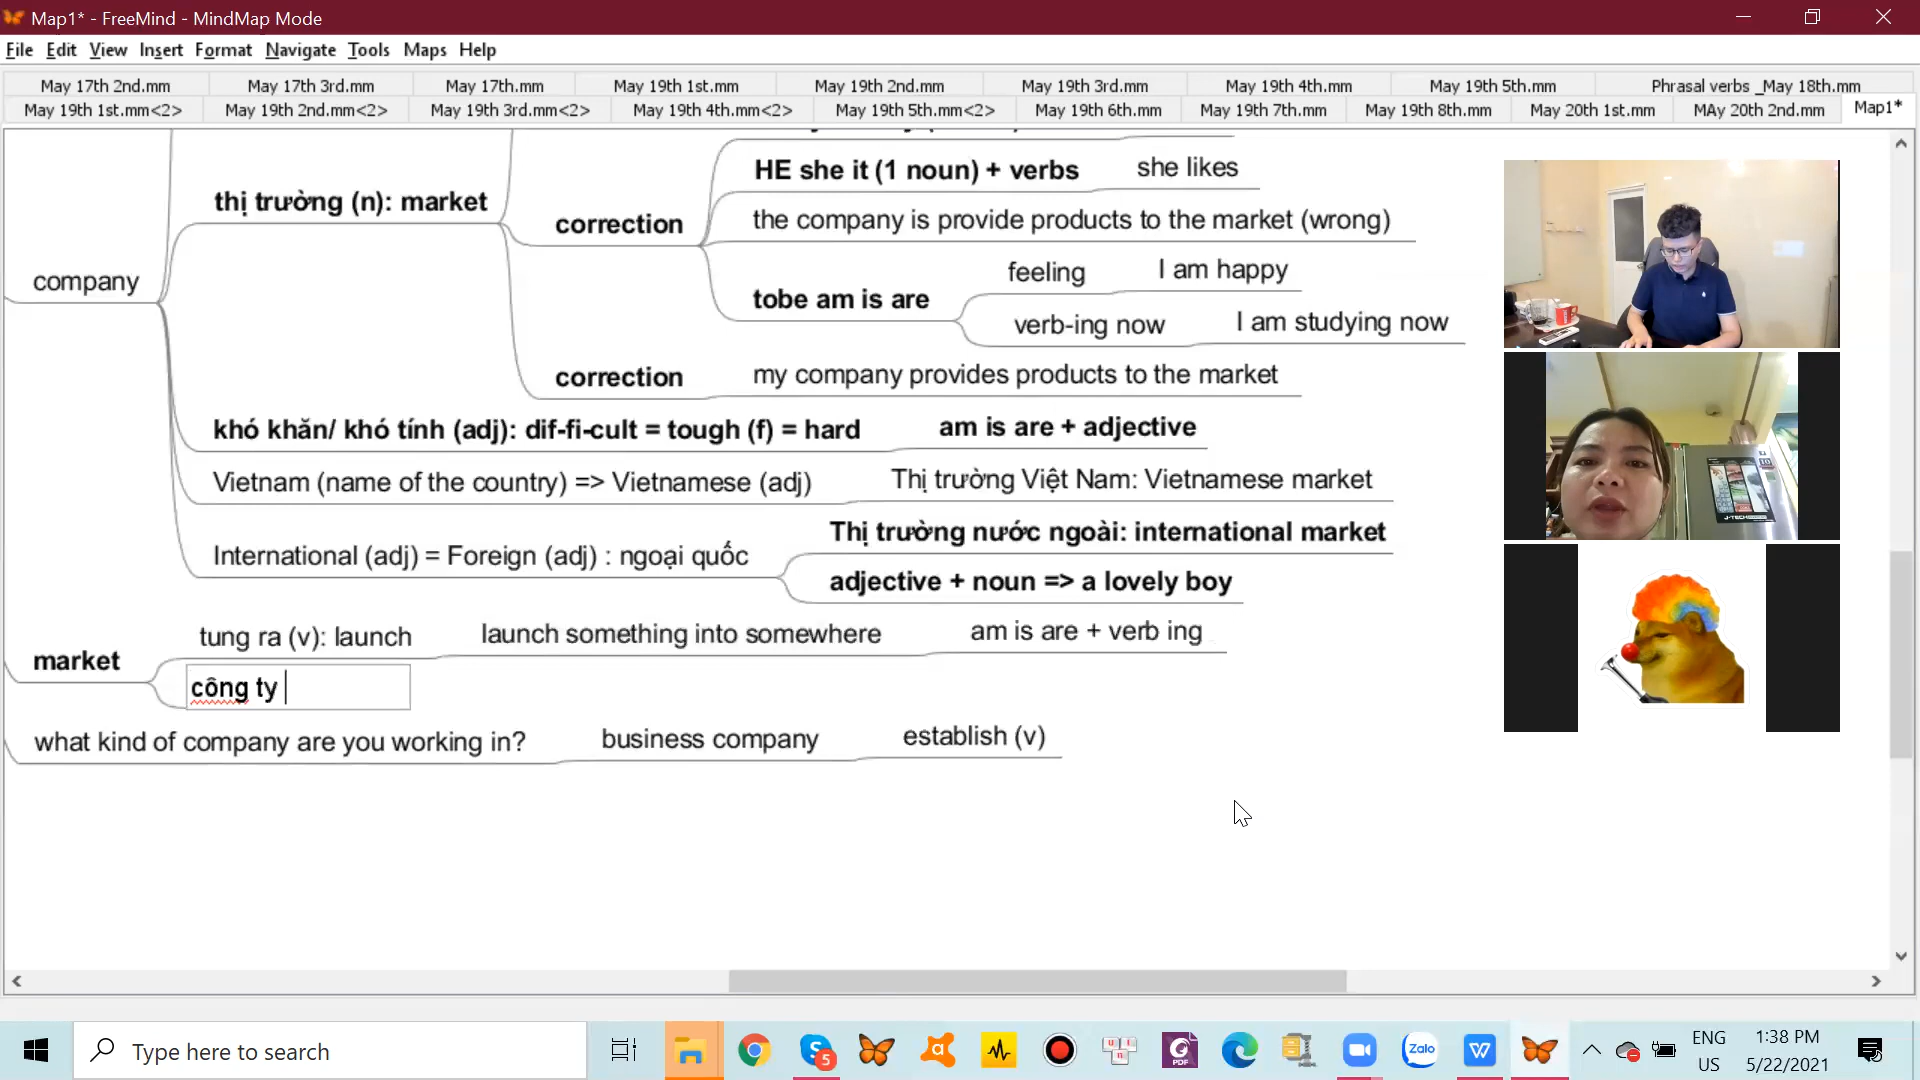 Map1* - FreeMind - MindMap Mode
File Edit View Insert Format Navigate Tools Maps Help
May 17th 2nd.mm May 17th 3rd.mm May 17th.mm May 19th 1st.mm May 19th 2nd.mm May 19th 3rd.mm May 19th 4th.mm May 19th 5th.mm Phrasal verbs _May 18th.mm
May 19th 1st.mm<2> May 19th 2nd.mm<2> May 19th 3rd.mm<2> May 19th 4th.mm<2> May 19th 5th.mm<2> May 19th 6th.mm May 19th 7th.mm May 19th 8th.mm May 20th 1st.mm MAy 20th 2nd.mm Map1*
HE she it (1 noun) + verbs she likes
thị trường (n): market
correction
the company is provide products to the market (wrong)
company
feeling I am happy
tobe am is are
verb-ing now I am studying now
correction my company provides products to the market
khó khăn/ khó tính (adj): dif-fi-cult = tough (f) = hard am is are + adjective
Vietnam (name of the country) => Vietnamese (adj) Thị trường Việt Nam: Vietnamese market
Thị trường nước ngoài: international market
International (adj) = Foreign (adj) : ngoại quốc
adjective + noun => a lovely boy
tung ra (v): launch launch something into somewhere am is are + verb ing
market
công ty
what kind of company are you working in? business company establish (v)
J-TECH
Type here to search
5
Zalo
PDF
ENG
US
1:38 PM
5/22/2021